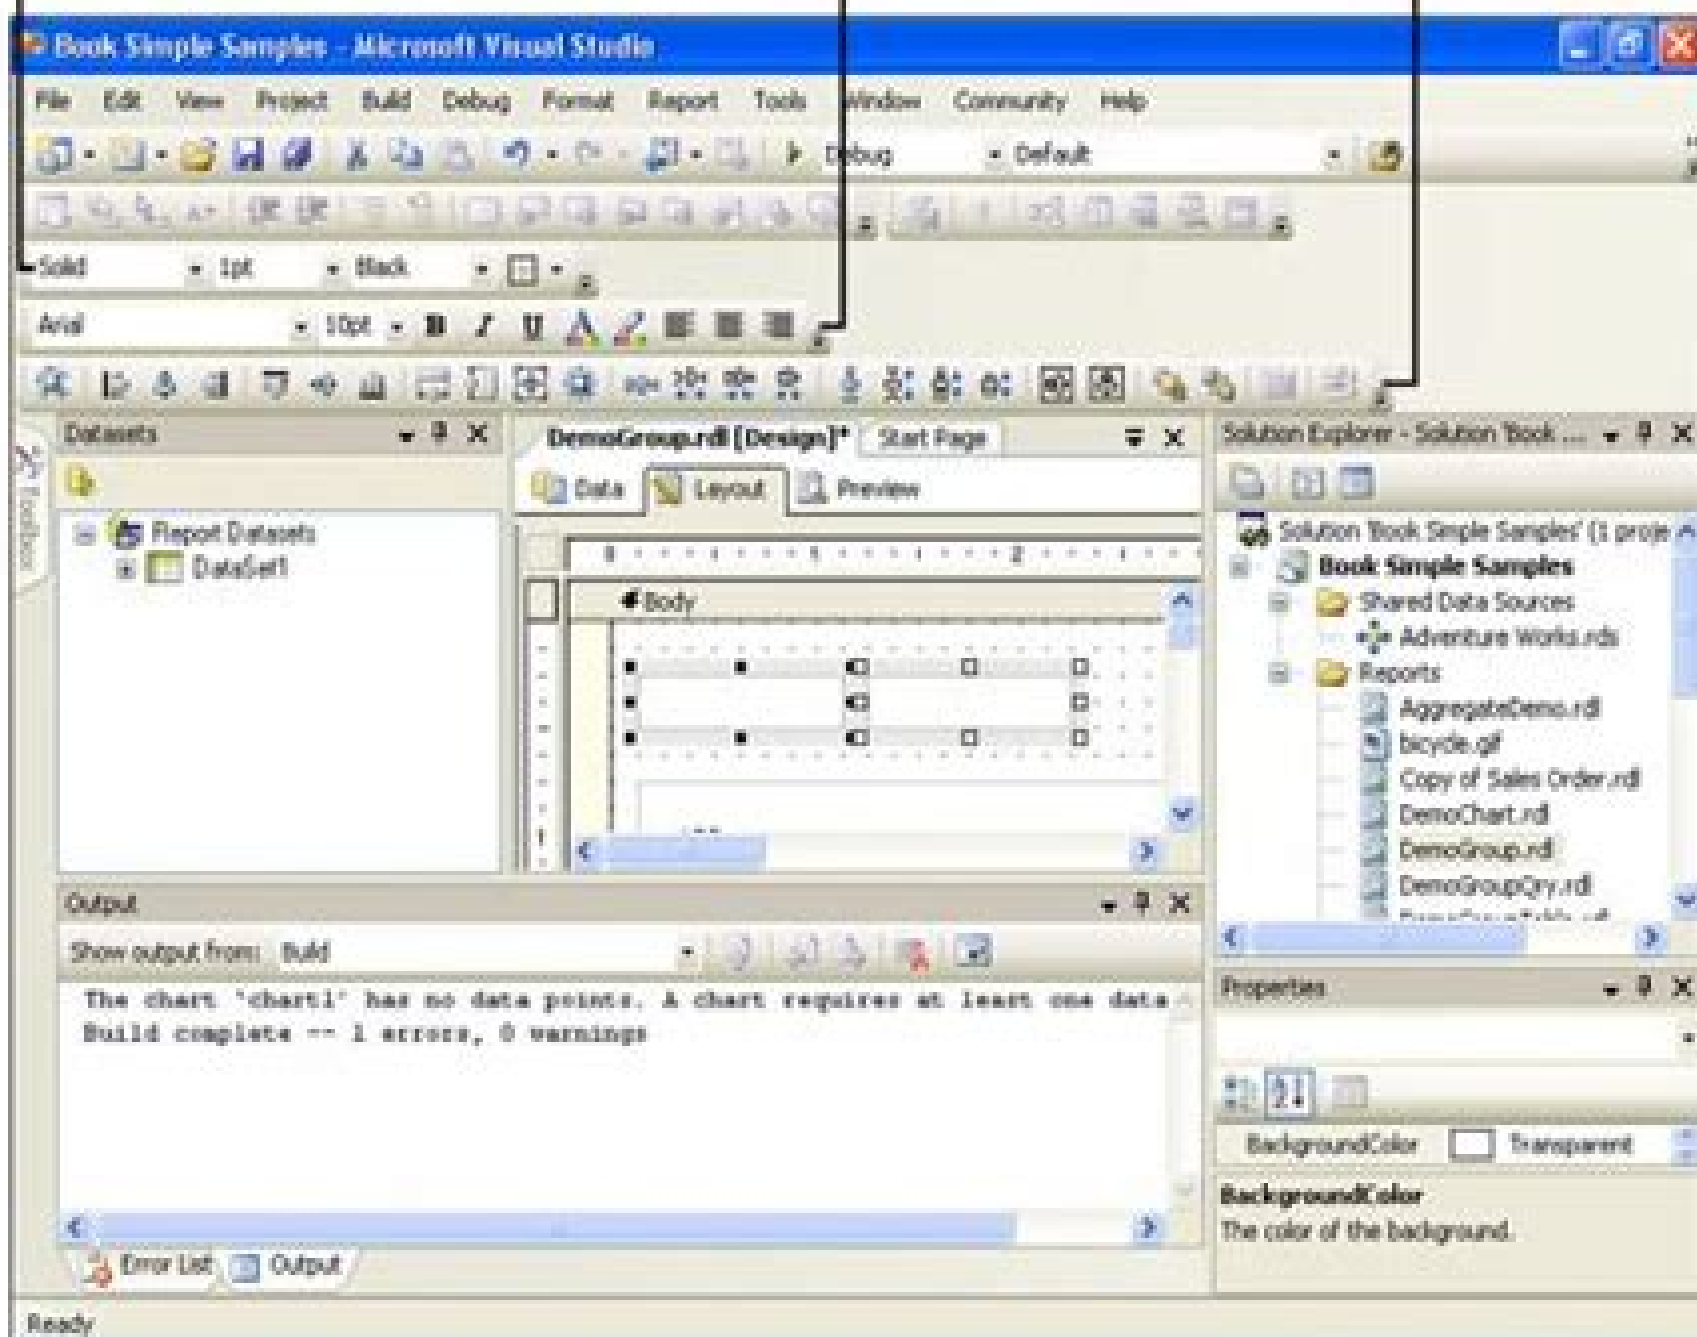 Book Simple Samples - Microsoft Visual Studio
File Edit View Project Build Debug Format Report Tools Window Community Help
Debug Default
Solid 1pt Black
Arial 10pt B I U A
Datasets
DemoGroup.rdl [Design]* Start Page
Solution Explorer - Solution 'Book ...
Toolbox
Data Layout Preview
Report Datasets
DataSet1
Body
Solution 'Book Simple Samples' (1 proje
Book Simple Samples
Shared Data Sources
Adventure Works.rds
Reports
AggregateDemo.rdl
bicycle.gif
Copy of Sales Order.rdl
DemoChart.rdl
DemoGroup.rdl
DemoGroupQry.rdl
Output
Show output from: Build
The chart 'chart1' has no data points. A chart requires at least one data
Build complete -- 1 errors, 0 warnings
Error List Output
Properties
BackgroundColor Transparent
BackgroundColor
The color of the background.
Ready